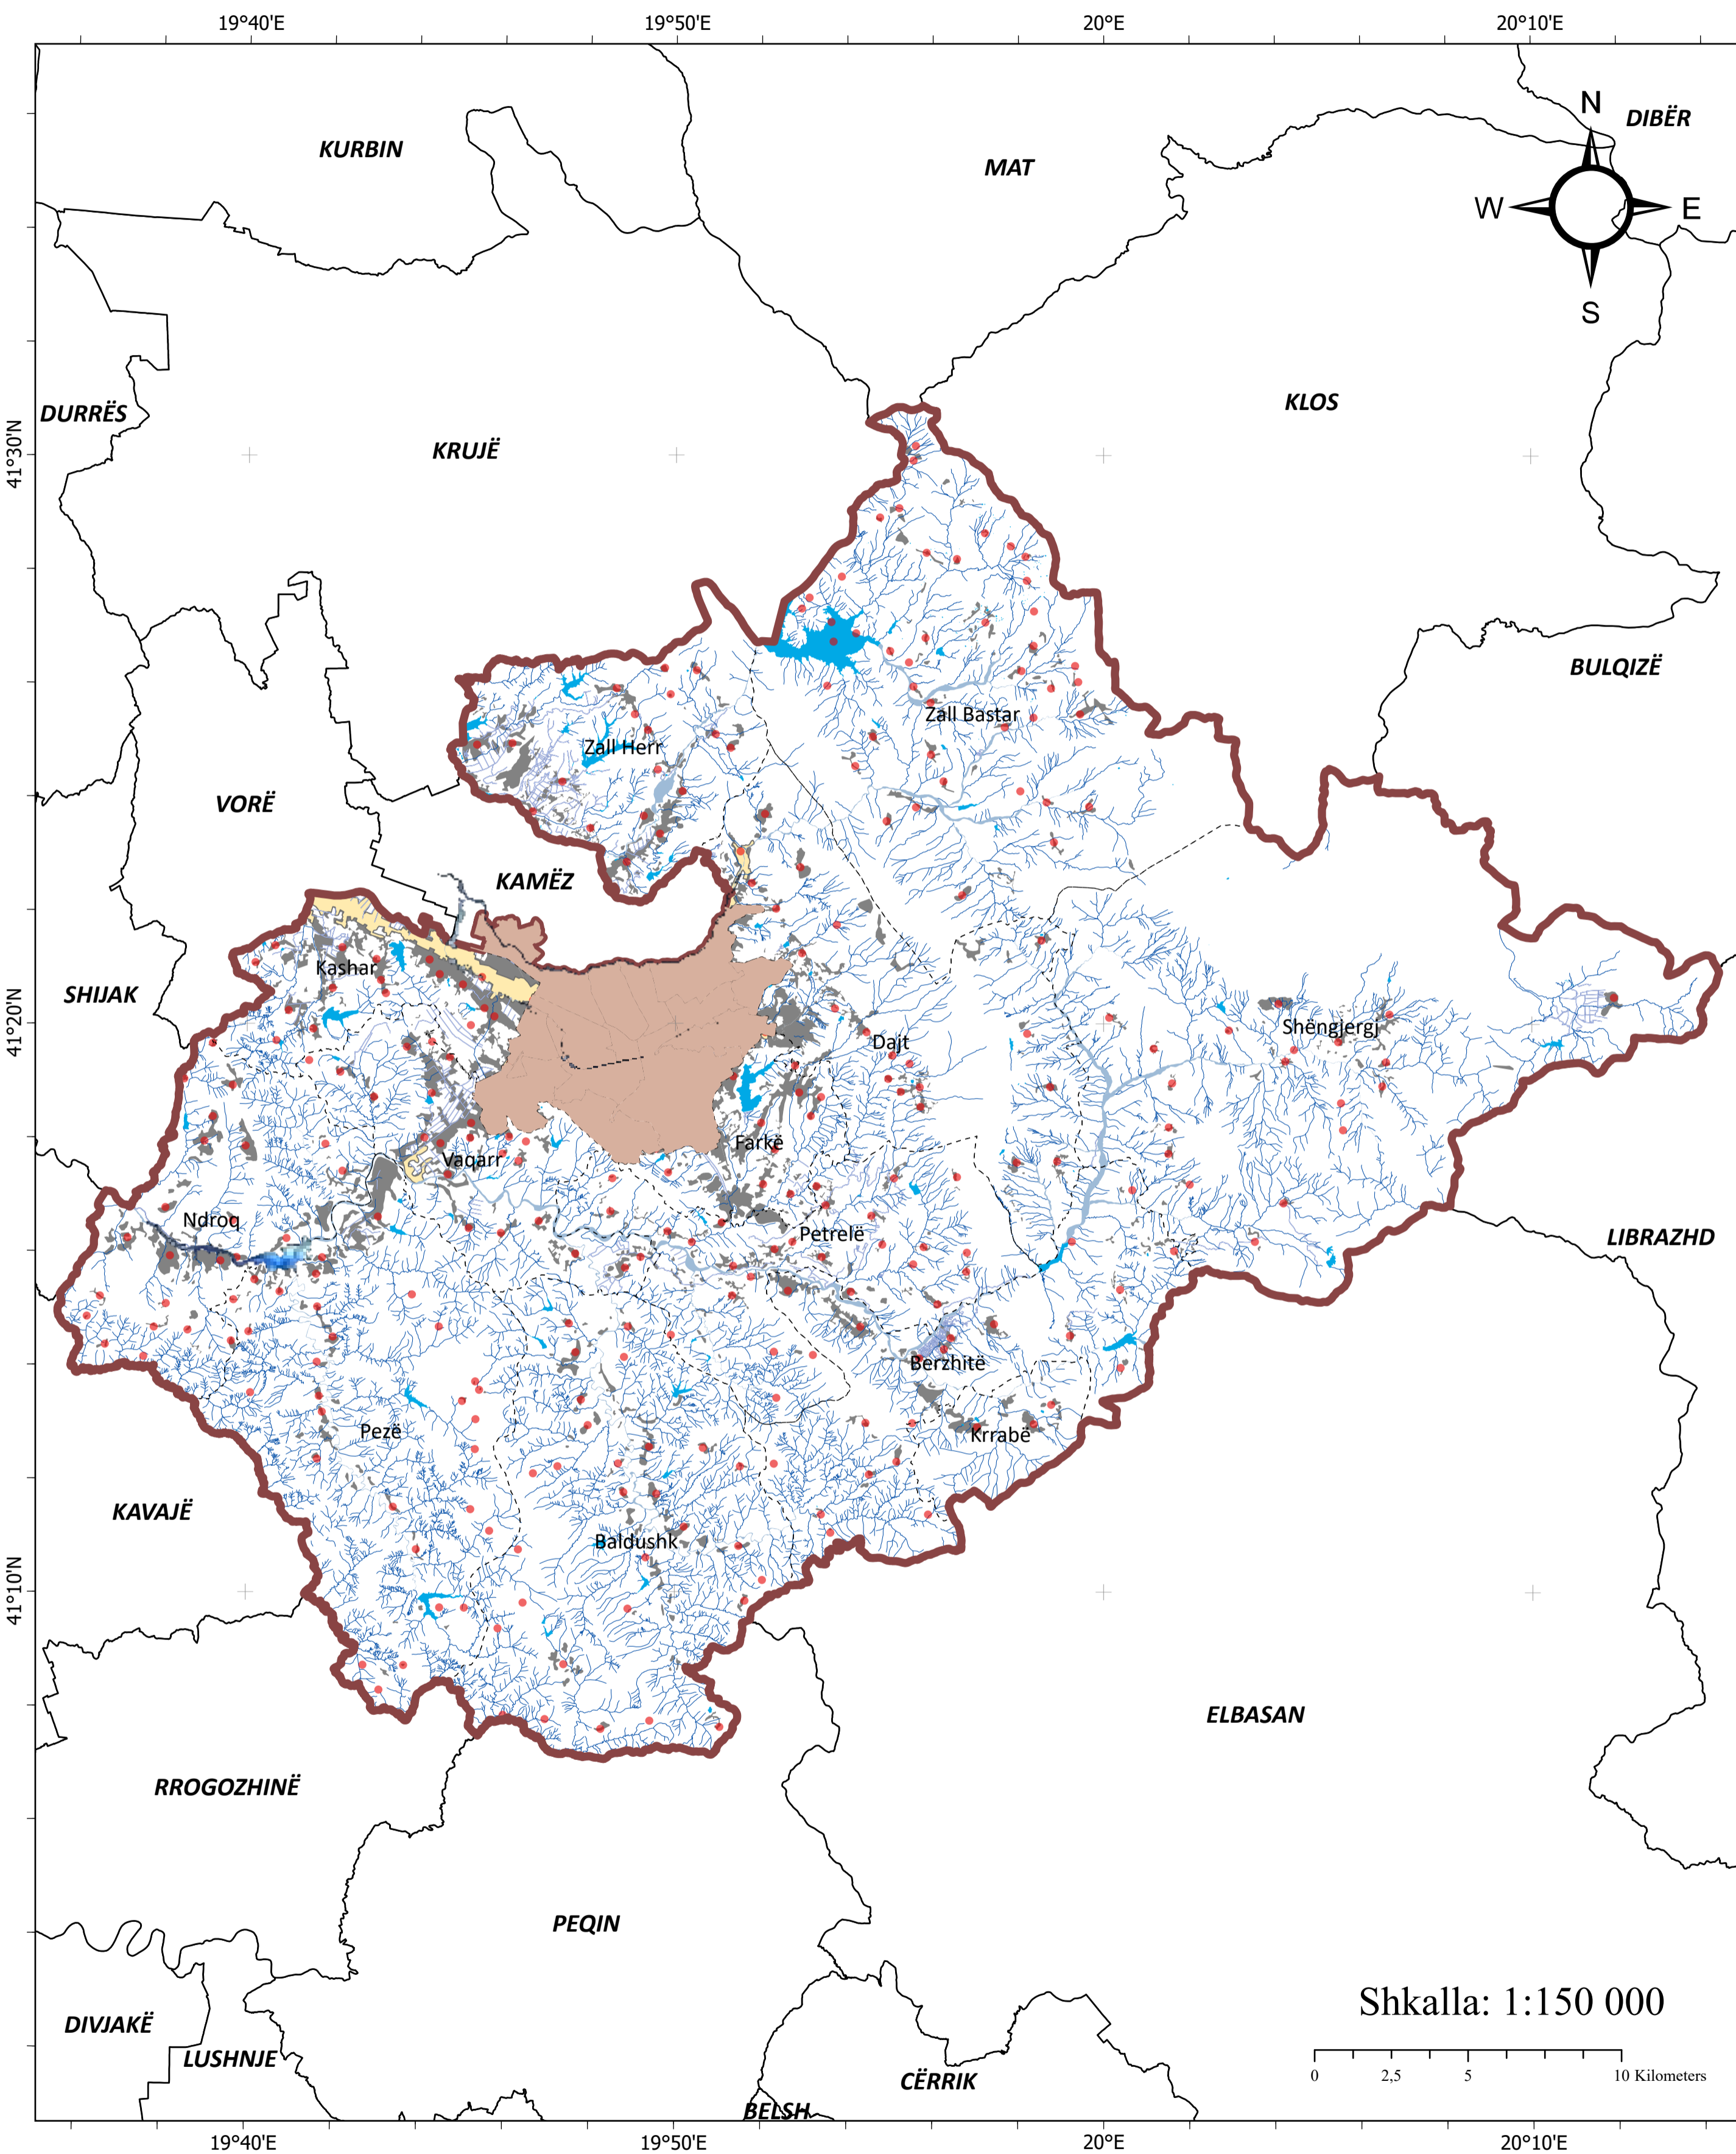 19°40'E
19°50'E
20°E
20°10'E
N
DIBËR
KURBIN
MAT
W
E
S
KLOS
DURRËS
41°30'N
KRUJË
BULQIZË
Zall Bastar
Zall Herr
VORË
KAMËZ
Kashar
SHIJAK
41°20'N
Shëngjergj
Dajt
Farkë
Vaqarr
Ndroq
Petrelë
LIBRAZHD
Berzhitë
Pezë
Krrabë
KAVAJË
Baldushk
41°10'N
ELBASAN
RROGOZHINË
PEQIN
Shkalla: 1:150 000
DIVJAKË
LUSHNJE
0
2,5
5
10 Kilometers
CËRRIK
BELSH
19°40'E
19°50'E
20°E
20°10'E